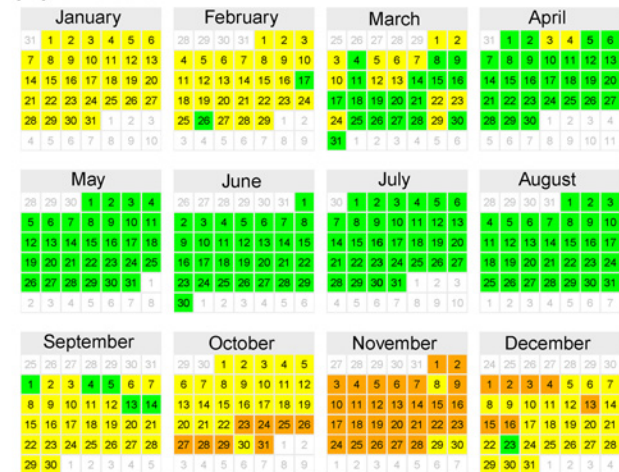 January
31 1 2 3 4 5 6
7 8 9 10 11 12 13
14 15 16 17 18 19 20
21 22 23 24 25 26 27
28 29 30 31 1 2 3
4 5 6 7 8 9 10
February
28 29 30 31 1 2 3
4 5 6 7 8 9 10
11 12 13 14 15 16 17
18 19 20 21 22 23 24
25 26 27 28 29 1 2
3 4 5 6 7 8 9
March
25 26 27 28 29 1 2
3 4 5 6 7 8 9
10 11 12 13 14 15 16
17 18 19 20 21 22 23
24 25 26 27 28 29 30
31 1 2 3 4 5 6
April
31 1 2 3 4 5 6
7 8 9 10 11 12 13
14 15 16 17 18 19 20
21 22 23 24 25 26 27
28 29 30 1 2 3 4
5 6 7 8 9 10 11
May
28 29 30 1 2 3 4
5 6 7 8 9 10 11
12 13 14 15 16 17 18
19 20 21 22 23 24 25
26 27 28 29 30 31 1
2 3 4 5 6 7 8
June
26 27 28 29 30 31 1
2 3 4 5 6 7 8
9 10 11 12 13 14 15
16 17 18 19 20 21 22
23 24 25 26 27 28 29
30 1 2 3 4 5 6
July
30 1 2 3 4 5 6
7 8 9 10 11 12 13
14 15 16 17 18 19 20
21 22 23 24 25 26 27
28 29 30 31 1 2 3
4 5 6 7 8 9 10
August
28 29 30 31 1 2 3
4 5 6 7 8 9 10
11 12 13 14 15 16 17
18 19 20 21 22 23 24
25 26 27 28 29 30 31
1 2 3 4 5 6 7
September
25 26 27 28 29 30 31
1 2 3 4 5 6 7
8 9 10 11 12 13 14
15 16 17 18 19 20 21
22 23 24 25 26 27 28
29 30 1 2 3 4 5
October
29 30 1 2 3 4 5
6 7 8 9 10 11 12
13 14 15 16 17 18 19
20 21 22 23 24 25 26
27 28 29 30 31 1 2
3 4 5 6 7 8 9
November
27 28 29 30 31 1 2
3 4 5 6 7 8 9
10 11 12 13 14 15 16
17 18 19 20 21 22 23
24 25 26 27 28 29 30
1 2 3 4 5 6 7
December
24 25 26 27 28 29 30
1 2 3 4 5 6 7
8 9 10 11 12 13 14
15 16 17 18 19 20 21
22 23 24 25 26 27 28
29 30 31 1 2 3 4